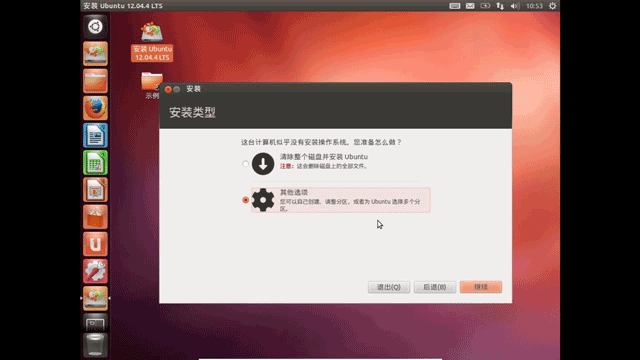 安装 Ubuntu 12.04.4 LTS
10:53
安装 Ubuntu
12.04.4 LTS
示例
安装
安装类型
这台计算机似乎没有安装操作系统。您准备怎么做？
清除整个磁盘并安装 Ubuntu
注意：这会删除磁盘上的全部文件。
其他选项
您可以自己创建、调整分区，或者为 Ubuntu 选择多个分
区。
退出(Q)
后退(B)
继续